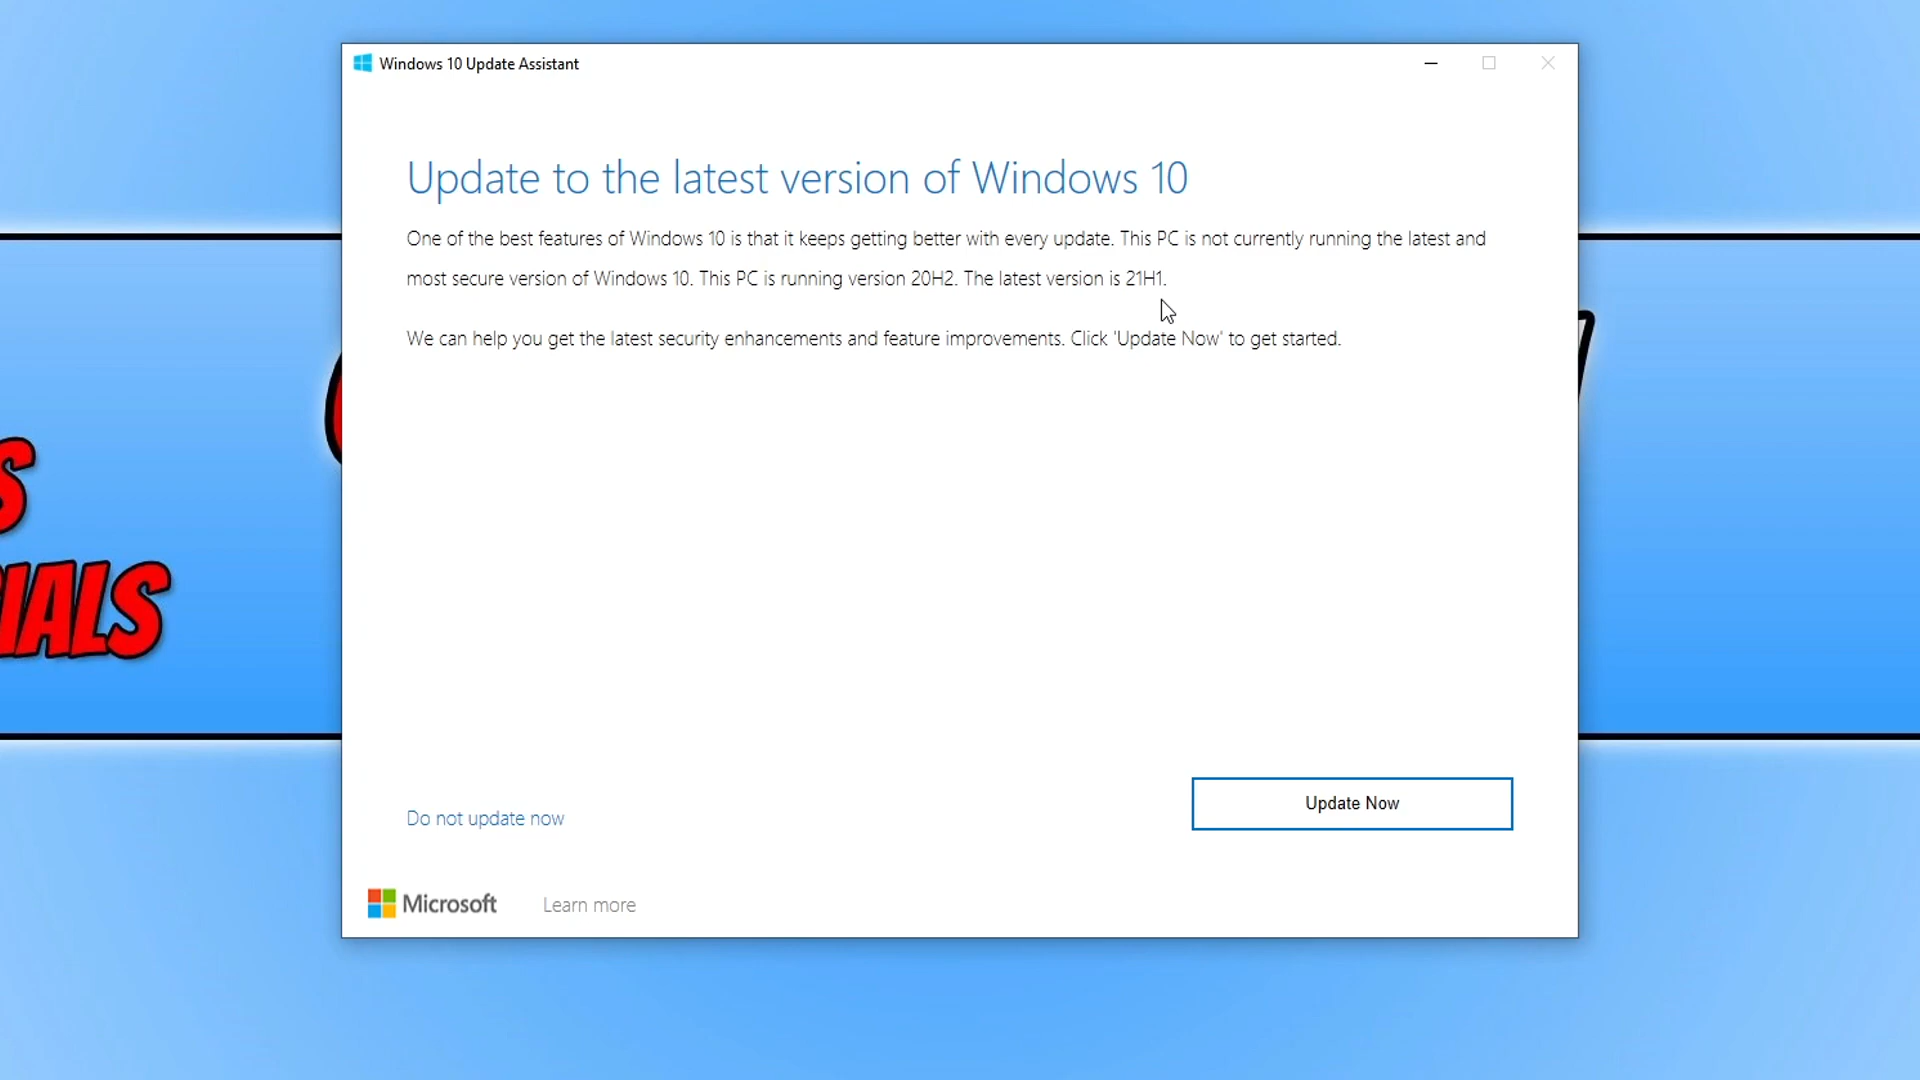 Windows 10 Update Assistant
Update to the latest version of Windows 10
One of the best features of Windows 10 is that it keeps getting better with every update. This PC is not currently running the latest and
most secure version of Windows 10. This PC is running version 20H2. The latest version is 21H1.
We can help you get the latest security enhancements and feature improvements. Click 'Update Now' to get started.
S
IALS
Do not update now
Update Now
Microsoft
Learn more